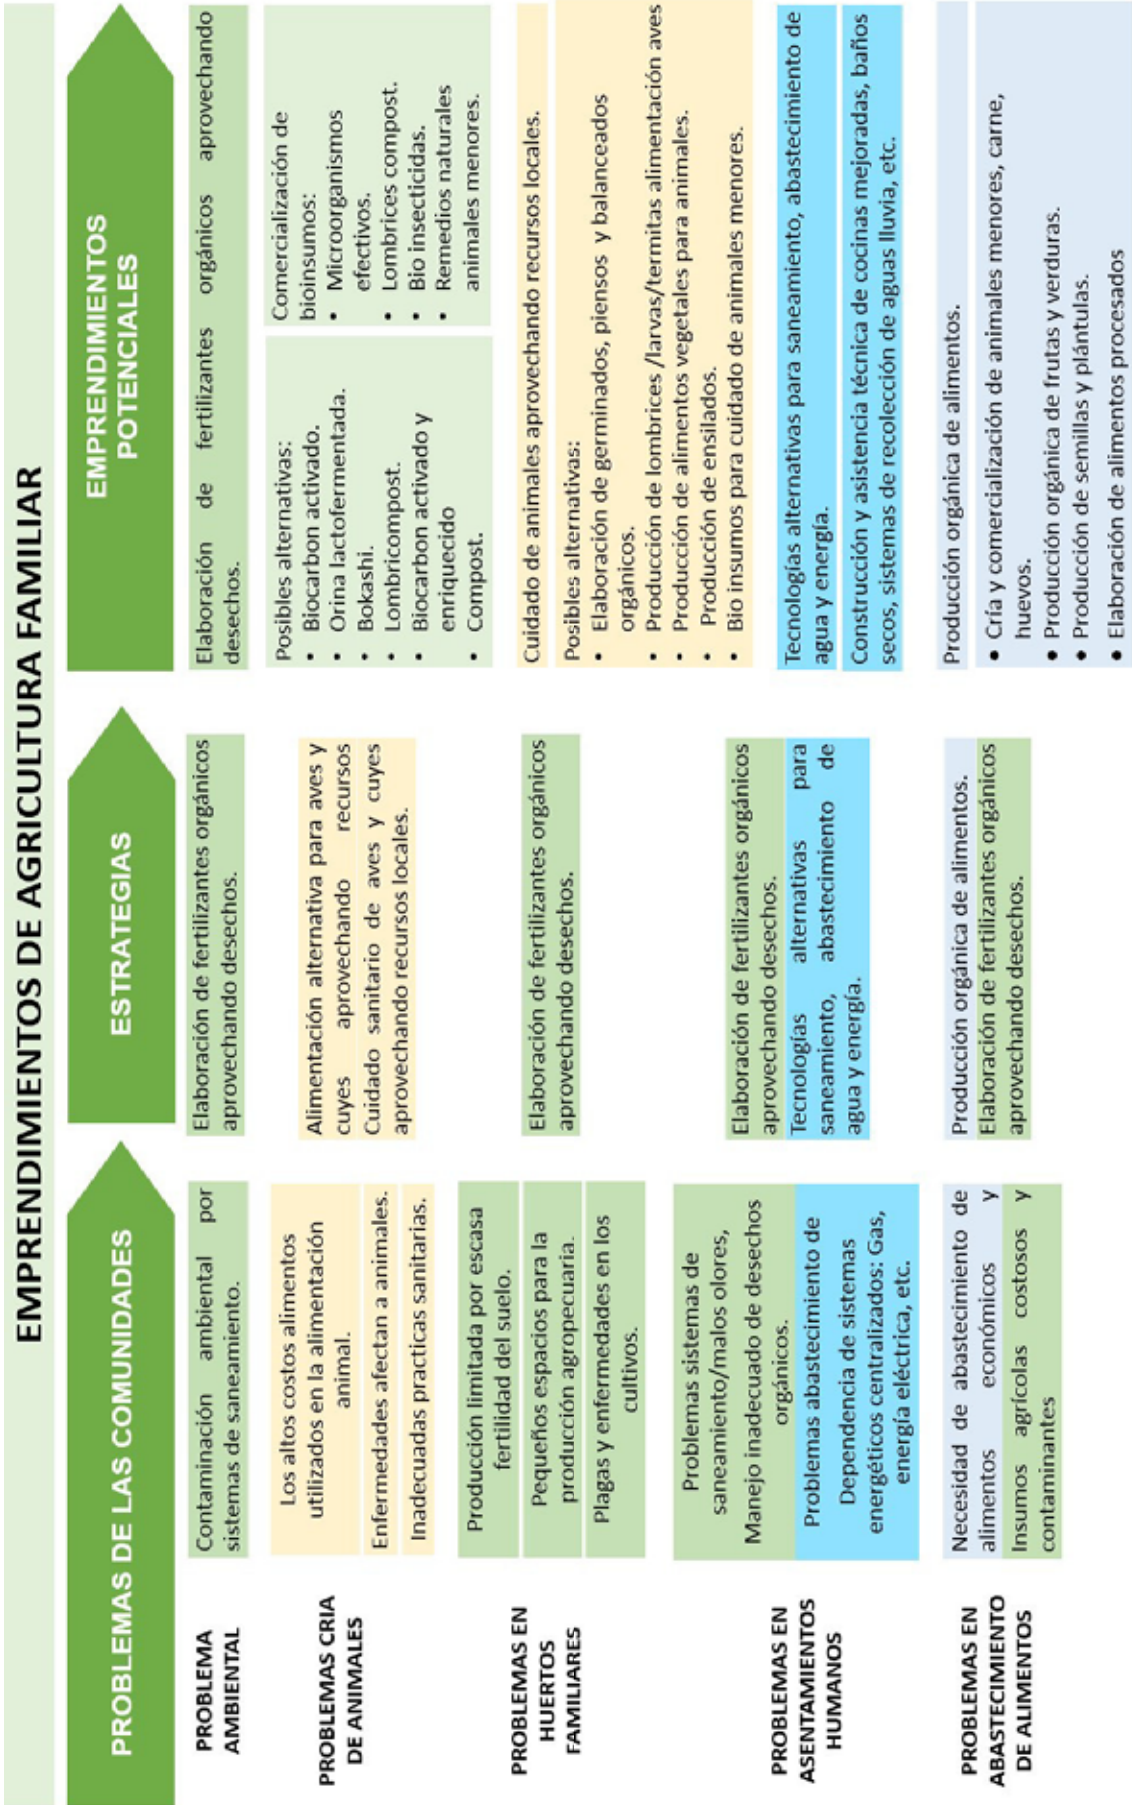 EMPRENDIMIENTOS DE AGRICULTURA FAMILIAR
PROBLEMAS DE LAS COMUNIDADES
ESTRATEGIAS
EMPRENDIMIENTOS
POTENCIALES
PROBLEMA
AMBIENTAL
Contaminación ambiental por
sistemas de saneamiento.
Elaboración de fertilizantes orgánicos
aprovechando desechos.
Elaboración de fertilizantes orgánicos aprovechando
desechos.
Posibles alternativas:
• Biocarbon activado.
• Orina lactofermentada.
• Bokashi.
• Lombricompost.
• Biocarbon activado y
enriquecido
• Compost.
Comercialización de
bioinsumos:
• Microorganismos
efectivos.
• Lombrices compost.
• Bio insecticidas.
• Remedios naturales
animales menores.
PROBLEMAS CRIA
DE ANIMALES
Los altos costos alimentos
utilizados en la alimentación
animal.
Enfermedades afectan a animales.
Inadecuadas practicas sanitarias.
Alimentación alternativa para aves y
cuyes aprovechando recursos
Cuidado sanitario de aves y cuyes
aprovechando recursos locales.
Cuidado de animales aprovechando recursos locales.
Posibles alternativas:
• Elaboración de germinados, piensos y balanceados
orgánicos.
• Producción de lombrices /larvas/termitas alimentación aves
• Producción de alimentos vegetales para animales.
• Producción de ensilados.
• Bio insumos para cuidado de animales menores.
PROBLEMAS EN
HUERTOS
FAMILIARES
Producción limitada por escasa
fertilidad del suelo.
Pequeños espacios para la
producción agropecuaria.
Plagas y enfermedades en los
cultivos.
Elaboración de fertilizantes orgánicos
aprovechando desechos.
PROBLEMAS EN
ASENTAMIENTOS
HUMANOS
Problemas sistemas de
saneamiento/malos olores,
Manejo inadecuado de desechos
orgánicos.
Problemas abastecimiento de
Dependencia de sistemas
energéticos centralizados: Gas,
energía eléctrica, etc.
Elaboración de fertilizantes orgánicos
aprovechando desechos.
Tecnologías alternativas para
saneamiento, abastecimiento de
agua y energía.
Tecnologías alternativas para saneamiento, abastecimiento de
agua y energía.
Construcción y asistencia técnica de cocinas mejoradas, baños
secos, sistemas de recolección de aguas lluvia, etc.
PROBLEMAS EN
ABASTECIMIENTO
DE ALIMENTOS
Necesidad de abastecimiento de
alimentos económicos y
Insumos agrícolas costosos y
contaminantes
Producción orgánica de alimentos.
Elaboración de fertilizantes orgánicos
aprovechando desechos.
Producción orgánica de alimentos.
• Cría y comercialización de animales menores, carne,
huevos.
• Producción orgánica de frutas y verduras.
• Producción de semillas y plántulas.
• Elaboración de alimentos procesados